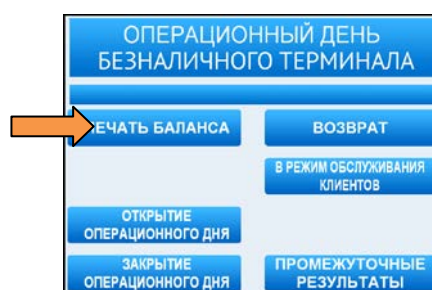 ОПЕРАЦИОННЫЙ ДЕНЬ
БЕЗНАЛИЧНОГО ТЕРМИНАЛА
ЕЧАТЬ БАЛАНСА
ВОЗВРАТ
В РЕЖИМ ОБСЛУЖИВАНИЯ
КЛИЕНТОВ
ОТКРЫТИЕ
ОПЕРАЦИОННОГО ДНЯ
ЗАКРЫТИЕ
ОПЕРАЦИОННОГО ДНЯ
ПРОМЕЖУТОЧНЫЕ
РЕЗУЛЬТАТЫ